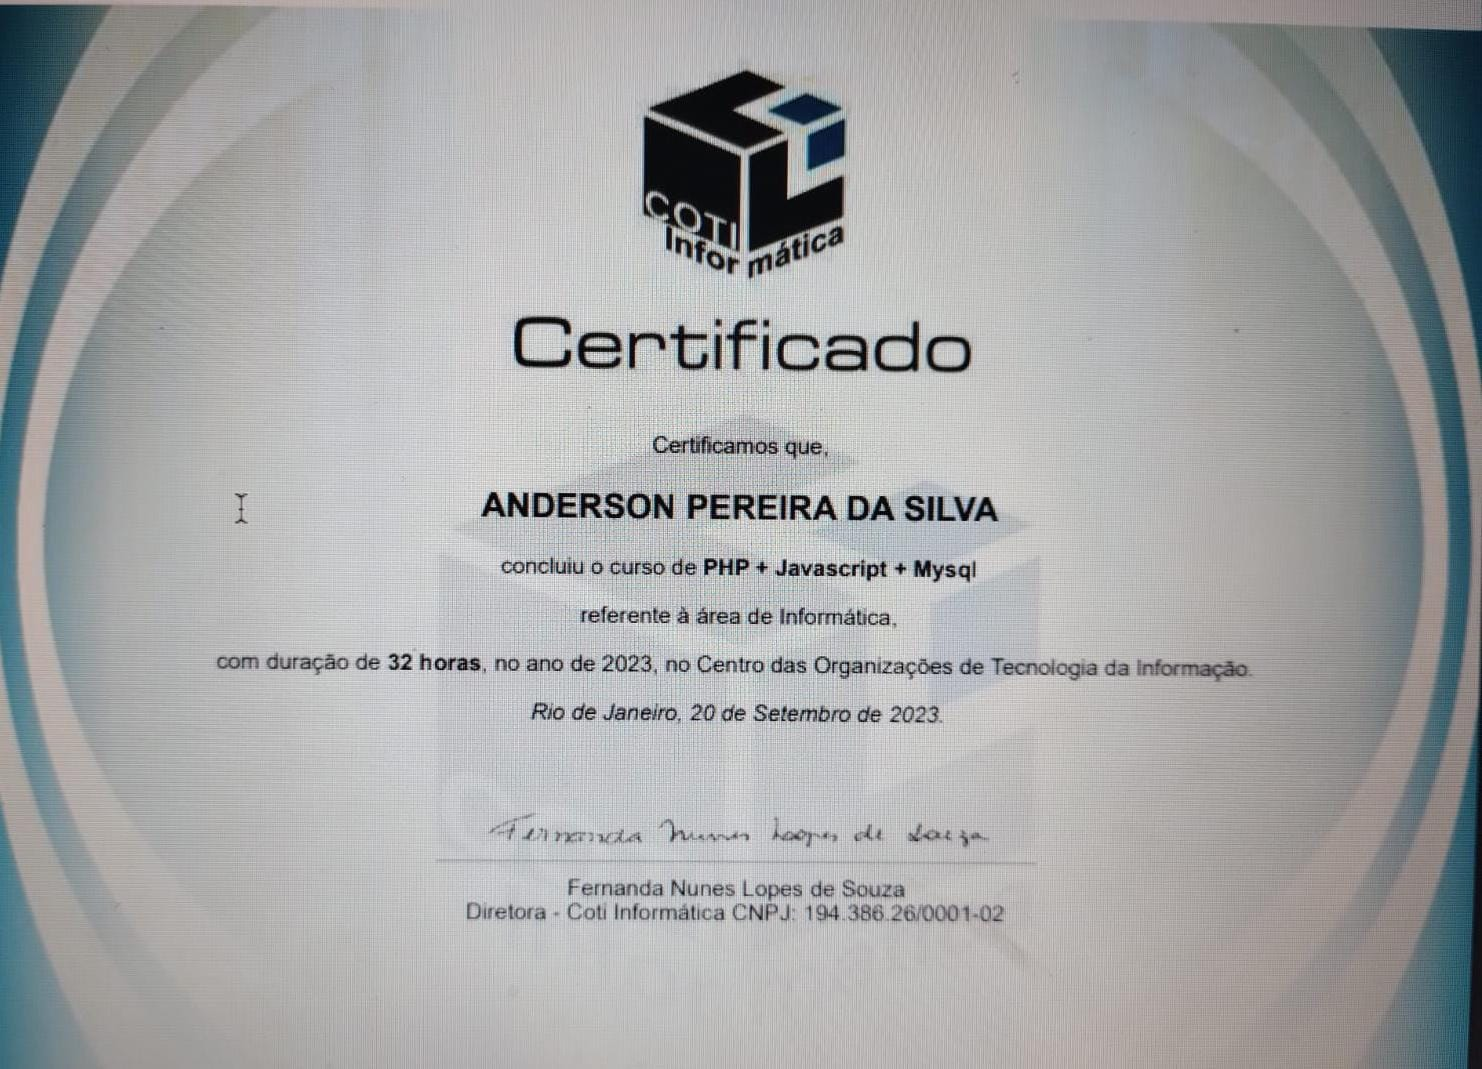 COTI
Informática
Certificado
Certificamos que,
ANDERSON PEREIRA DA SILVA
concluiu o curso de PHP + Javascript + Mysql
referente à área de Informática,
com duração de 32 horas, no ano de 2023, no Centro das Organizações de Tecnologia da Informação.
Rio de Janeiro, 20 de Setembro de 2023.
Fernanda Nunes Lopes de Souza
Fernanda Nunes Lopes de Souza
Diretora - Coti Informática CNPJ: 194.386.26/0001-02